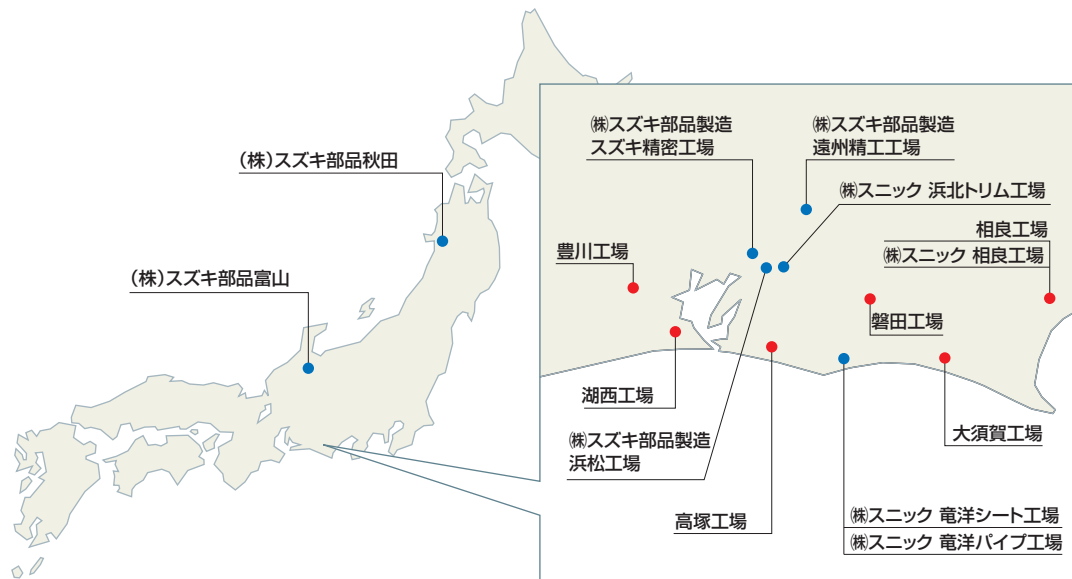 (株)スズキ部品秋田
(株)スズキ部品富山
㈱スズキ部品製造
スズキ精密工場
㈱スズキ部品製造
遠州精工工場
㈱スニック 浜北トリム工場
相良工場
㈱スニック 相良工場
豊川工場
磐田工場
湖西工場
大須賀工場
㈱スズキ部品製造
浜松工場
高塚工場
㈱スニック 竜洋シート工場
㈱スニック 竜洋パイプ工場